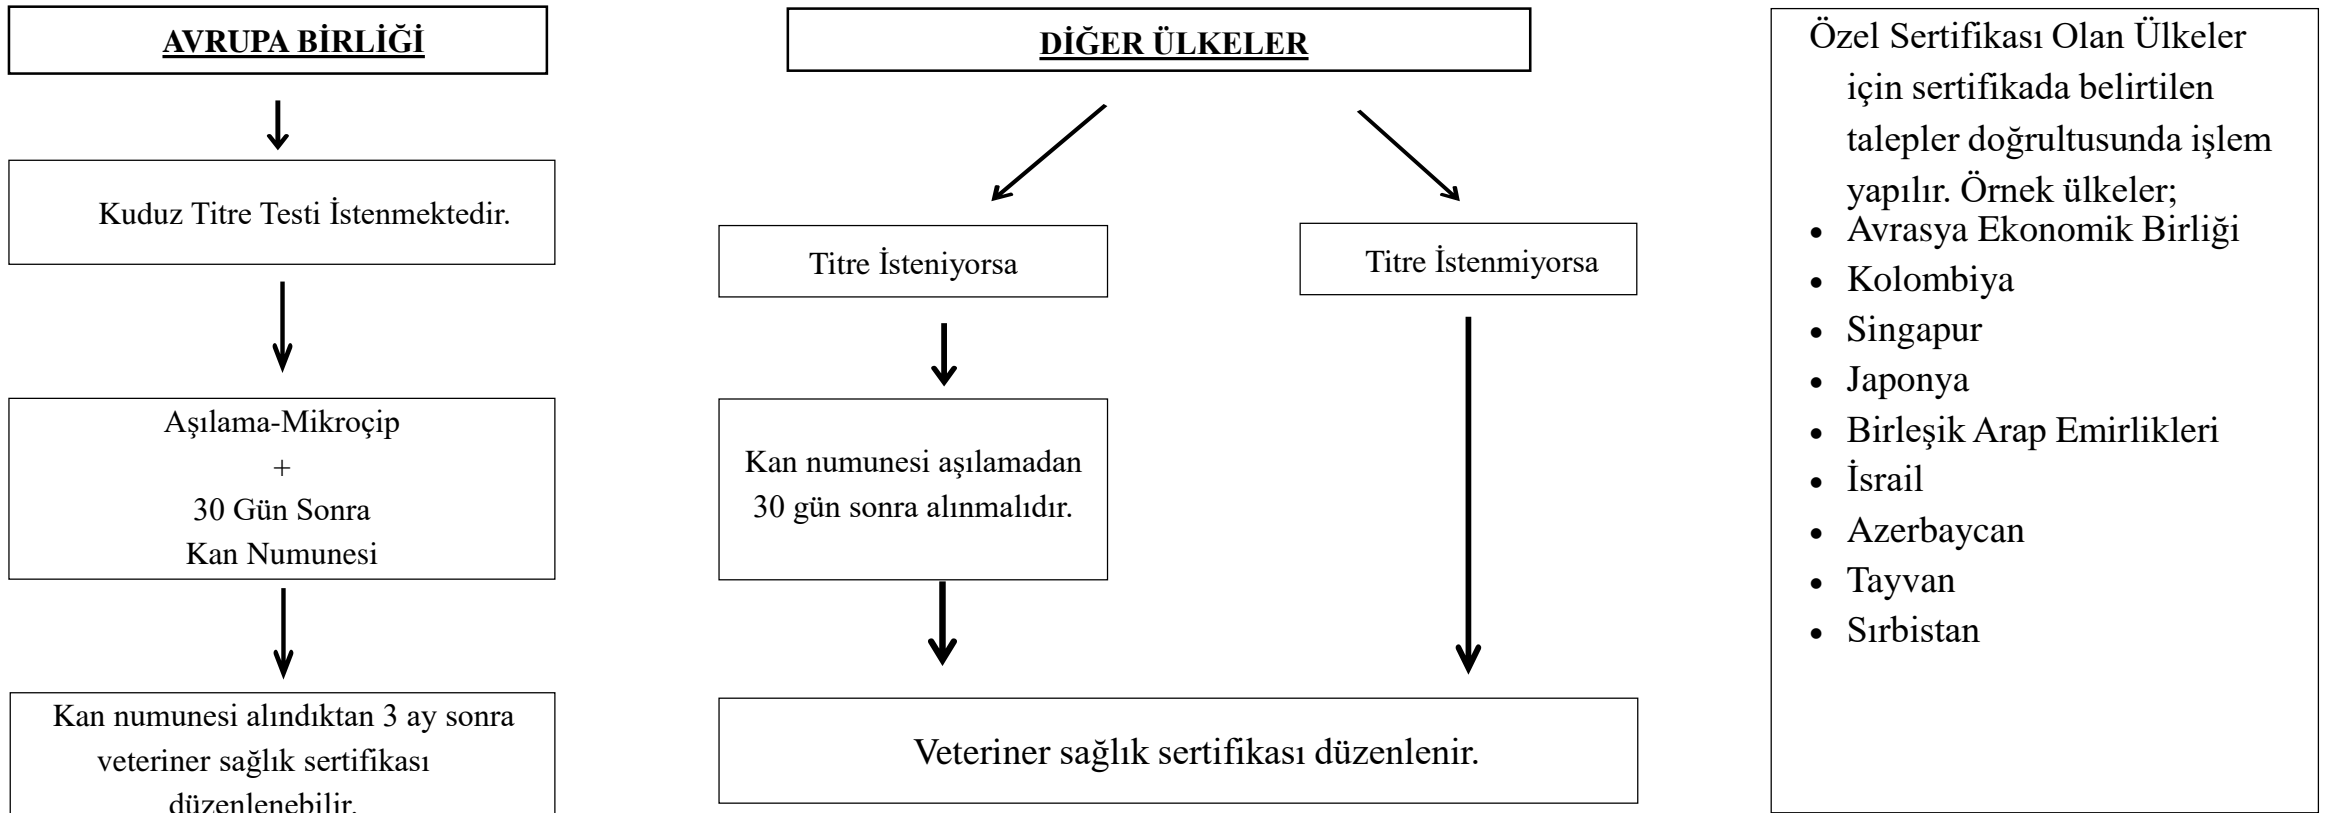 AVRUPA BİRLİĞİ
Kuduz Titre Testi İstenmektedir.
Aşılama-Mikroçip
+
30 Gün Sonra
Kan Numunesi
Kan numunesi alındıktan 3 ay sonra
veteriner sağlık sertifikası
düzenlenebilir.
DİĞER ÜLKELER
Titre İsteniyorsa
Titre İstenmiyorsa
Kan numunesi aşılamadan
30 gün sonra alınmalıdır.
Veteriner sağlık sertifikası düzenlenir.
Özel Sertifikası Olan Ülkeler
için sertifikada belirtilen
talepler doğrultusunda işlem
yapılır. Örnek ülkeler;
• Avrasya Ekonomik Birliği
• Kolombiya
• Singapur
• Japonya
• Birleşik Arap Emirlikleri
• İsrail
• Azerbaycan
• Tayvan
• Sırbistan